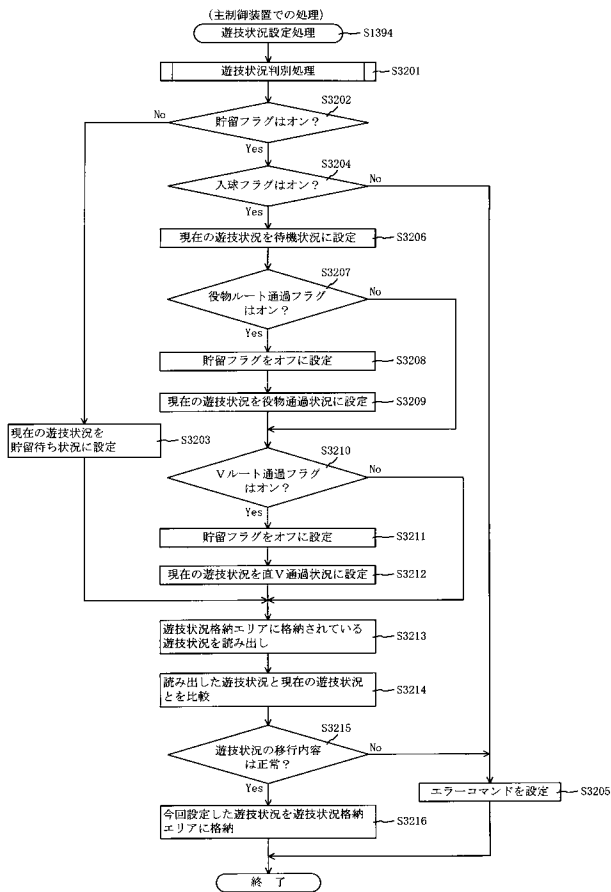 (主制御装置での処理)
遊技状況設定処理
S1394
遊技状況判別処理
S3201
S3202
貯留フラグはオン?
No
Yes
S3204
入球フラグはオン?
No
Yes
現在の遊技状況を待機状況に設定
S3206
S3207
役物ルート通過フラグ
はオン?
No
Yes
貯留フラグをオフに設定
S3208
現在の遊技状況を役物通過状況に設定
S3209
現在の遊技状況を
貯留待ち状況に設定
S3203
S3210
Vルート通過フラグ
はオン?
No
Yes
貯留フラグをオフに設定
S3211
現在の遊技状況を直V通過状況に設定
S3212
遊技状況格納エリアに格納されている
遊技状況を読み出し
S3213
読み出した遊技状況と現在の遊技状況
とを比較
S3214
S3215
遊技状況の移行内容
は正常?
No
Yes
エラーコマンドを設定
S3205
今回設定した遊技状況を遊技状況格納
エリアに格納
S3216
終 了